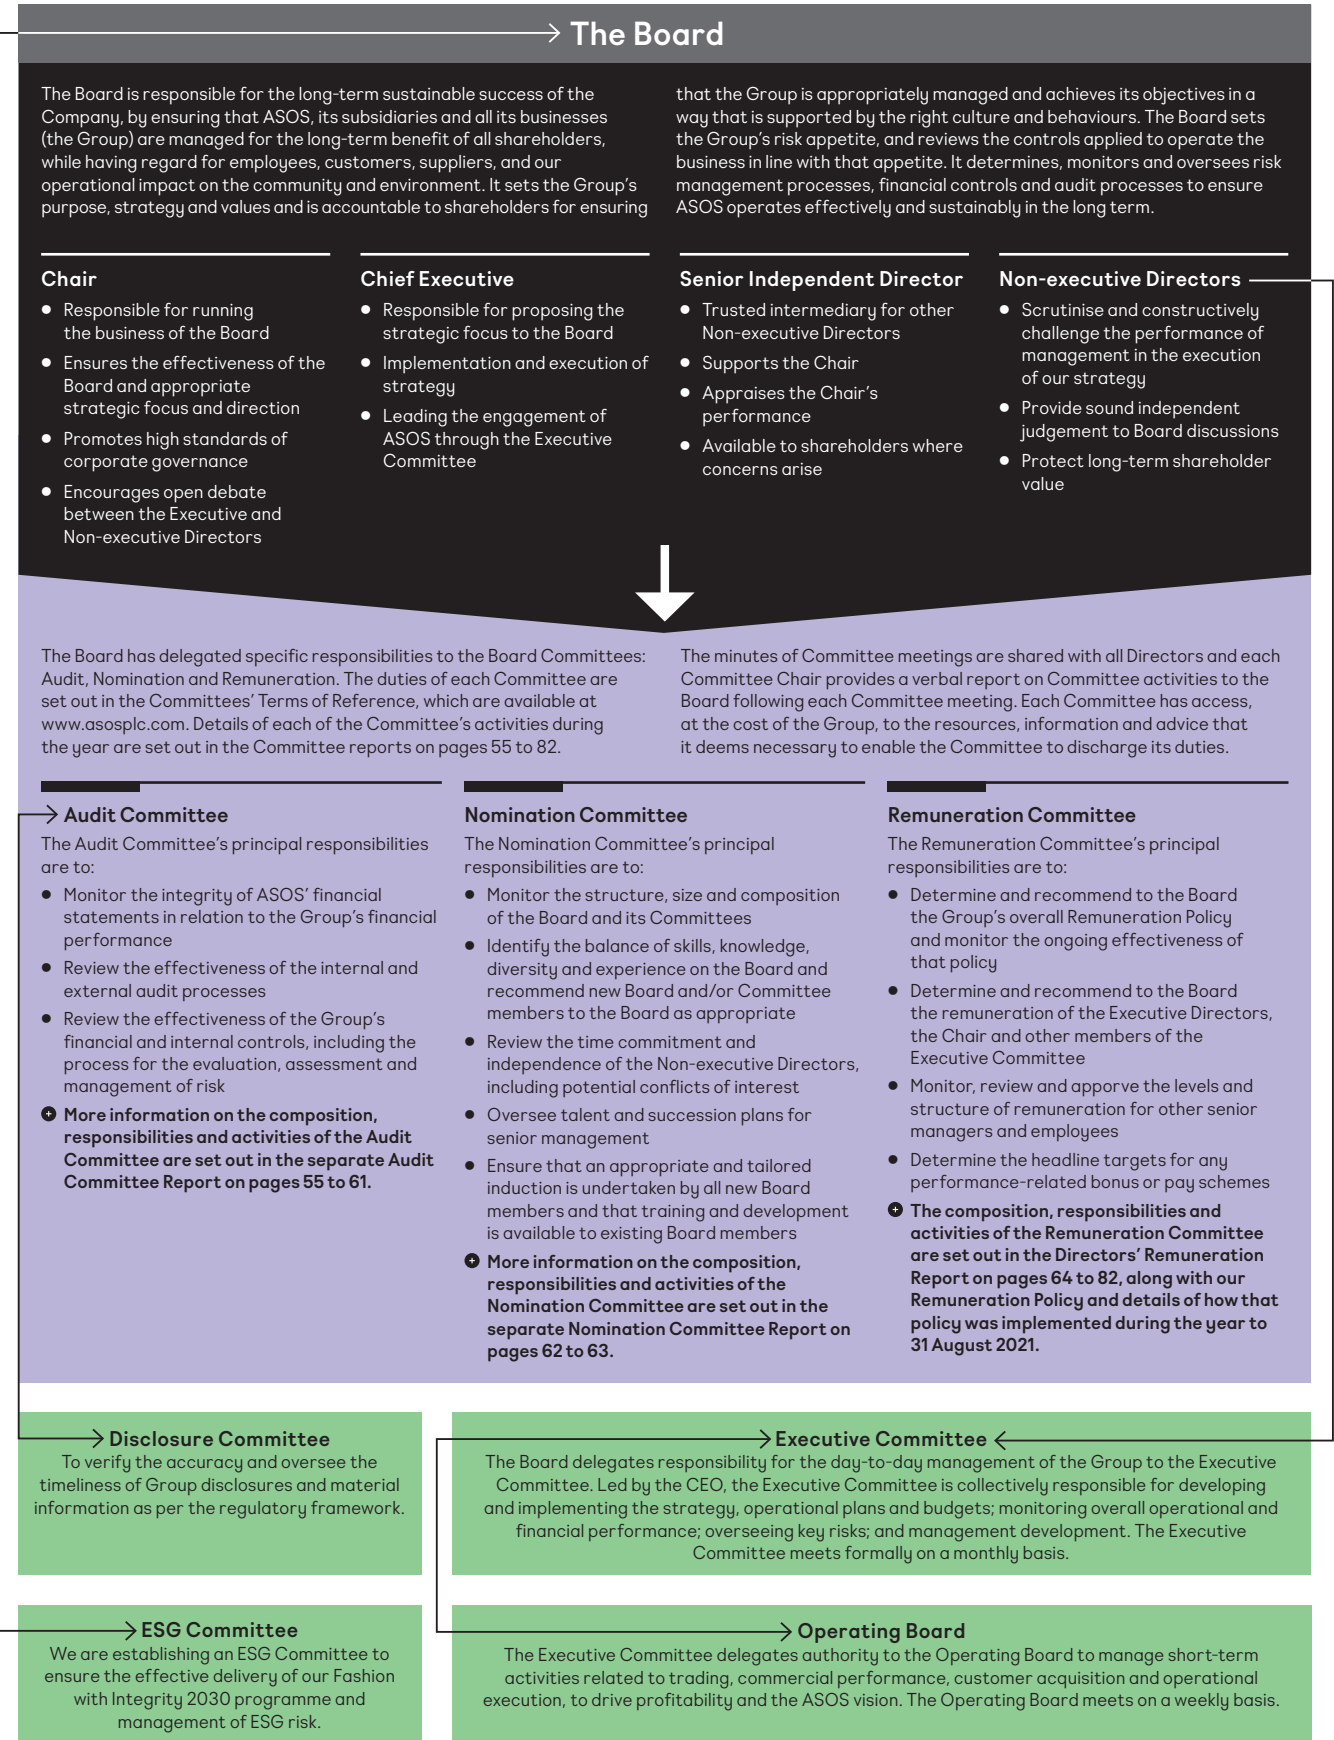 The Board
The Board is responsible for the long-term sustainable success of the
Company, by ensuring that ASOS, its subsidiaries and all its businesses
(the Group) are managed for the long-term benefit of all shareholders,
while having regard for employees, customers, suppliers, and our
operational impact on the community and environment. It sets the Group's
purpose, strategy and values and is accountable to shareholders for ensuring
that the Group is appropriately managed and achieves its objectives in a
way that is supported by the right culture and behaviours. The Board sets
the Group's risk appetite, and reviews the controls applied to operate the
business in line with that appetite. It determines, monitors and oversees risk
management processes, financial controls and audit processes to ensure
ASOS operates effectively and sustainably in the long term.
Chair
• Responsible for running
the business of the Board
• Ensures the effectiveness of the
Board and appropriate
strategic focus and direction
• Promotes high standards of
corporate governance
• Encourages open debate
between the Executive and
Non-executive Directors
Chief Executive
• Responsible for proposing the
strategic focus to the Board
• Implementation and execution of
strategy
• Leading the engagement of
ASOS through the Executive
Committee
Senior Independent Director
• Trusted intermediary for other
Non-executive Directors
• Supports the Chair
• Appraises the Chair's
performance
• Available to shareholders where
concerns arise
Non-executive Directors
• Scrutinise and constructively
challenge the performance of
management in the execution
of our strategy
• Provide sound independent
judgement to Board discussions
• Protect long-term shareholder
value
The Board has delegated specific responsibilities to the Board Committees:
Audit, Nomination and Remuneration. The duties of each Committee are
set out in the Committees' Terms of Reference, which are available at
www.asosplc.com. Details of each of the Committee's activities during
the year are set out in the Committee reports on pages 55 to 82.
The minutes of Committee meetings are shared with all Directors and each
Committee Chair provides a verbal report on Committee activities to the
Board following each Committee meeting. Each Committee has access,
at the cost of the Group, to the resources, information and advice that
it deems necessary to enable the Committee to discharge its duties.
Audit Committee
The Audit Committee's principal responsibilities
are to:
• Monitor the integrity of ASOS' financial
statements in relation to the Group's financial
performance
• Review the effectiveness of the internal and
external audit processes
• Review the effectiveness of the Group's
financial and internal controls, including the
process for the evaluation, assessment and
management of risk
More information on the composition,
responsibilities and activities of the Audit
Committee are set out in the separate Audit
Committee Report on pages 55 to 61.
Nomination Committee
The Nomination Committee's principal
responsibilities are to:
• Monitor the structure, size and composition
of the Board and its Committees
• Identify the balance of skills, knowledge,
diversity and experience on the Board and
recommend new Board and/or Committee
members to the Board as appropriate
• Review the time commitment and
independence of the Non-executive Directors,
including potential conflicts of interest
• Oversee talent and succession plans for
senior management
• Ensure that an appropriate and tailored
induction is undertaken by all new Board
members and that training and development
is available to existing Board members
More information on the composition,
responsibilities and activities of the
Nomination Committee are set out in the
separate Nomination Committee Report on
pages 62 to 63.
Remuneration Committee
The Remuneration Committee's principal
responsibilities are to:
• Determine and recommend to the Board
the Group's overall Remuneration Policy
and monitor the ongoing effectiveness of
that policy
• Determine and recommend to the Board
the remuneration of the Executive Directors,
the Chair and other members of the
Executive Committee
• Monitor, review and apporve the levels and
structure of remuneration for other senior
managers and employees
• Determine the headline targets for any
performance-related bonus or pay schemes
The composition, responsibilities and
activities of the Remuneration Committee
are set out in the Directors' Remuneration
Report on pages 64 to 82, along with our
Remuneration Policy and details of how that
policy was implemented during the year to
31 August 2021.
Disclosure Committee
To verify the accuracy and oversee the
timeliness of Group disclosures and material
information as per the regulatory framework.
Executive Committee
The Board delegates responsibility for the day-to-day management of the Group to the Executive
Committee. Led by the CEO, the Executive Committee is collectively responsible for developing
and implementing the strategy, operational plans and budgets; monitoring overall operational and
financial performance; overseeing key risks; and management development. The Executive
Committee meets formally on a monthly basis.
ESG Committee
We are establishing an ESG Committee to
ensure the effective delivery of our Fashion
with Integrity 2030 programme and
management of ESG risk.
Operating Board
The Executive Committee delegates authority to the Operating Board to manage short-term
activities related to trading, commercial performance, customer acquisition and operational
execution, to drive profitability and the ASOS vision. The Operating Board meets on a weekly basis.